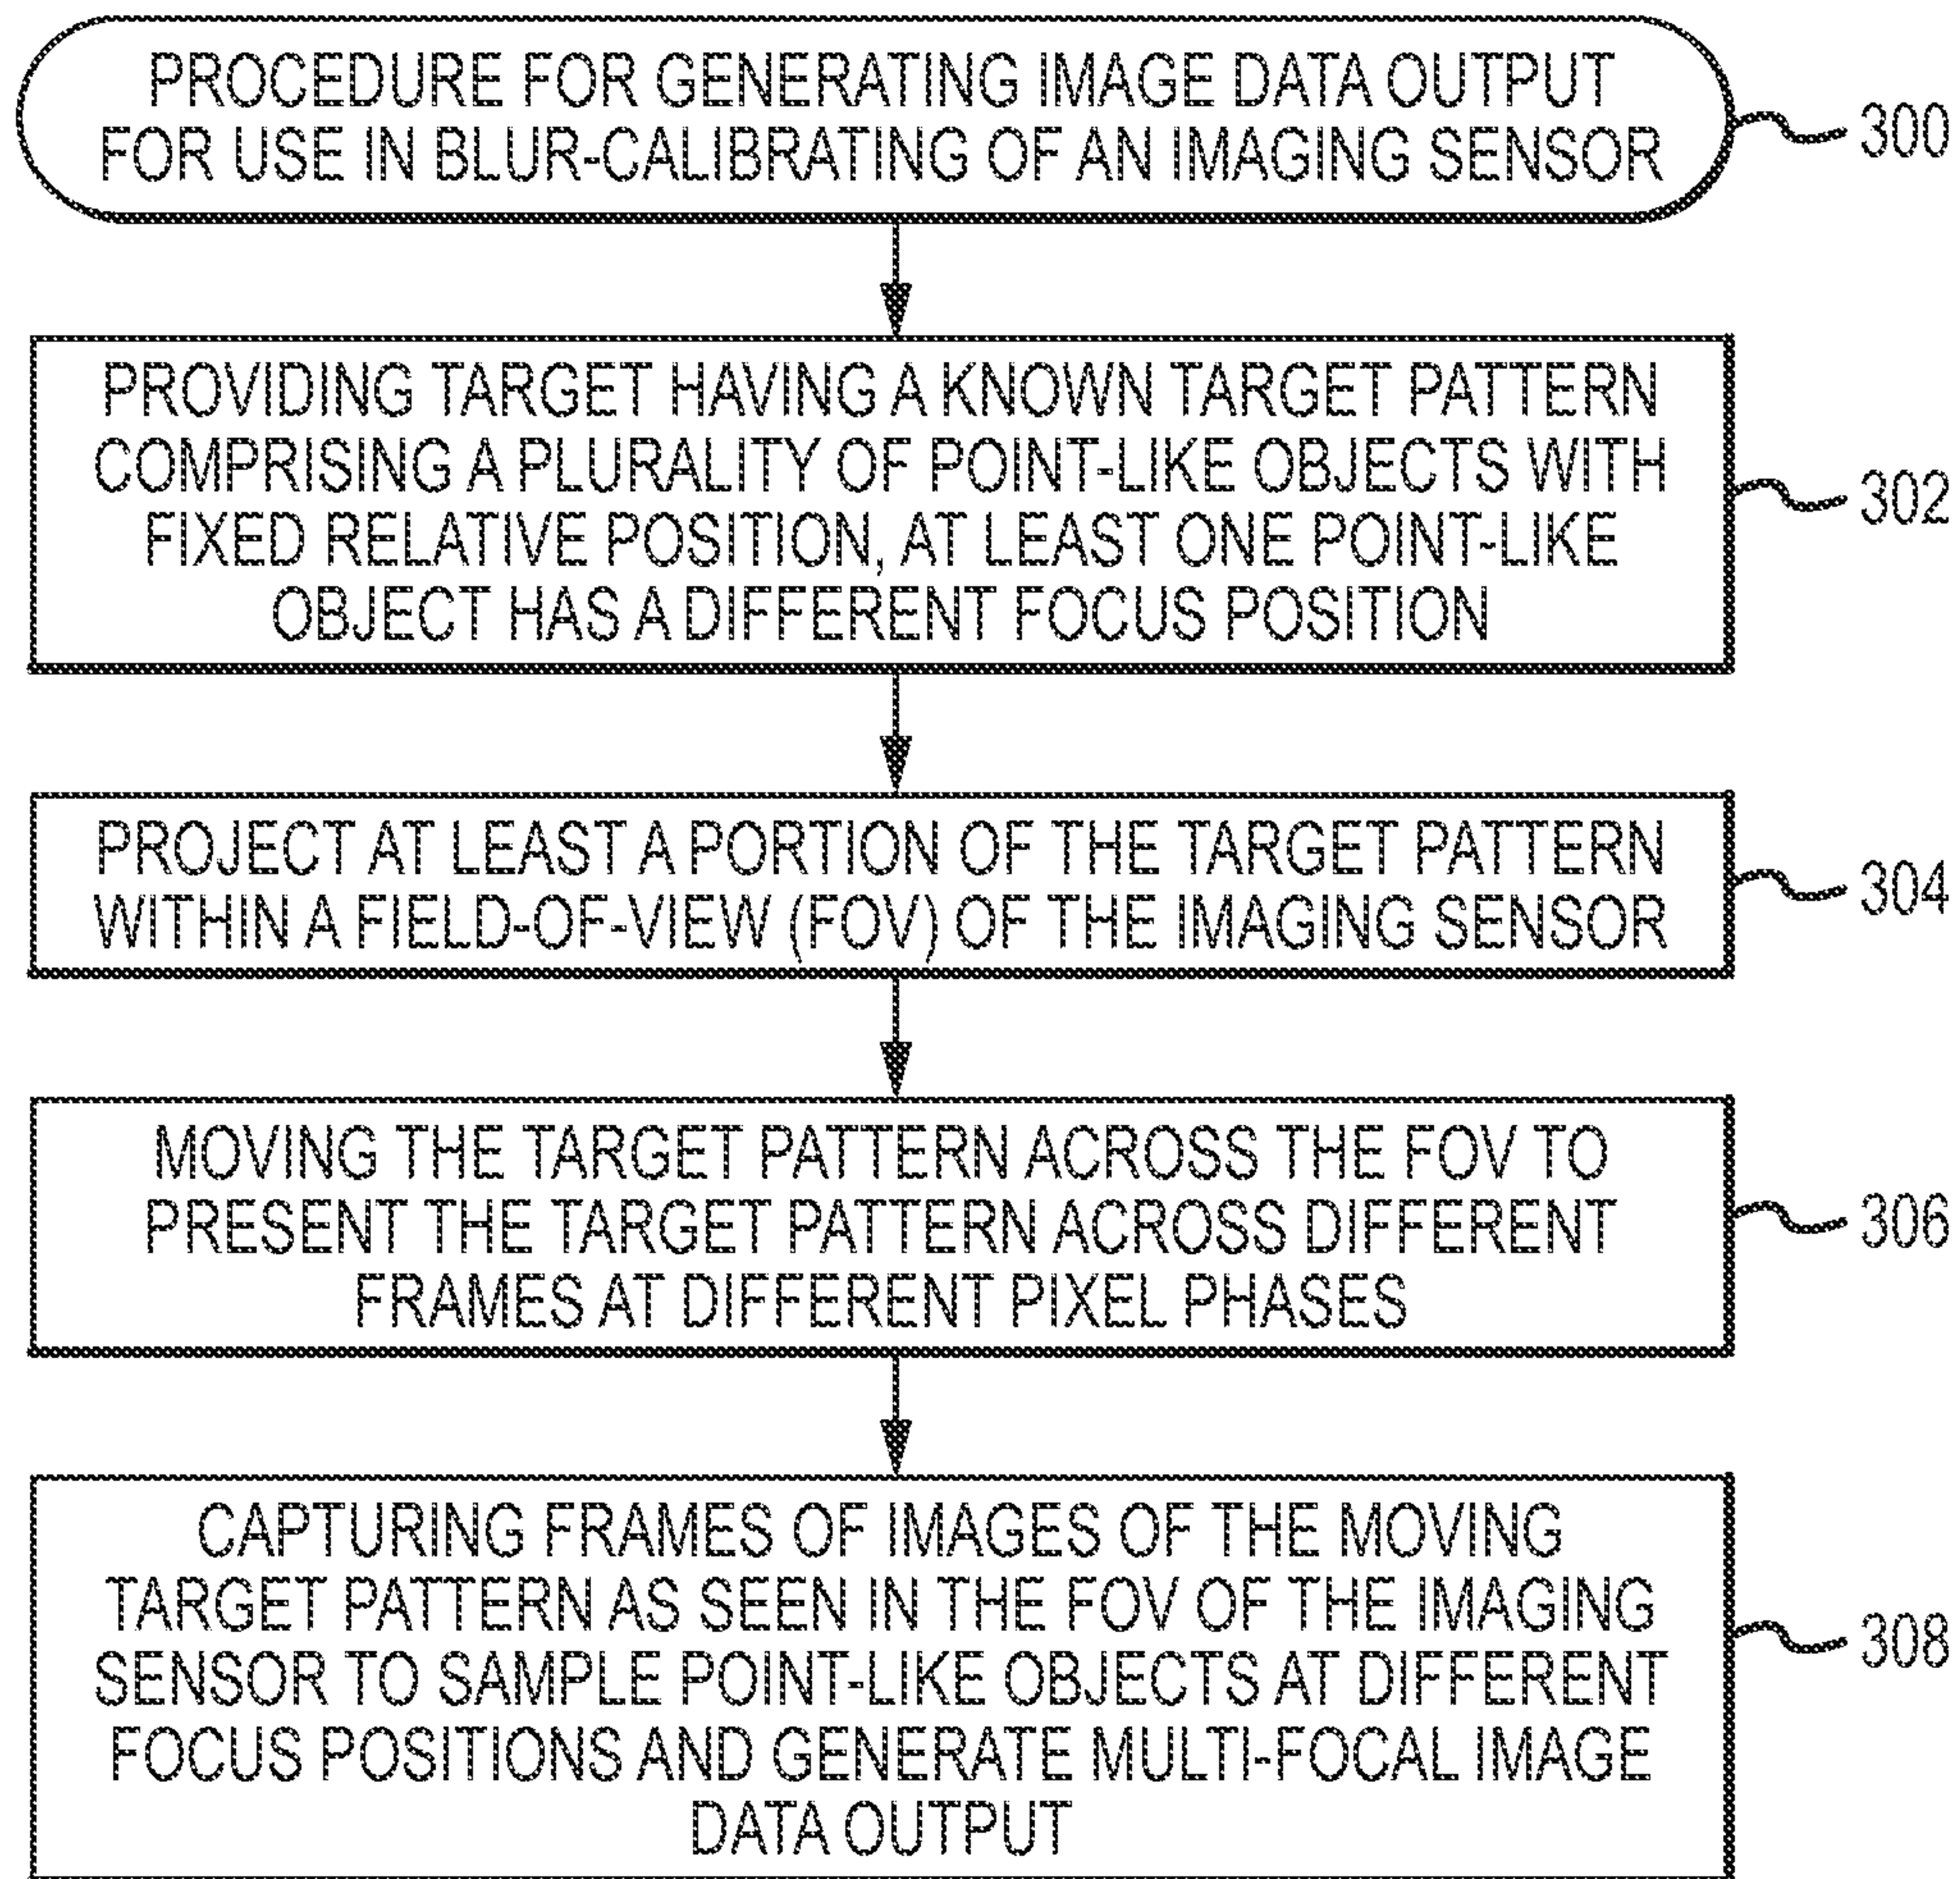 PROCEDURE FOR GENERATING IMAGE DATA OUTPUT
FOR USE IN BLUR-CALIBRATING OF AN IMAGING SENSOR
300
PROVIDING TARGET HAVING A KNOWN TARGET PATTERN
COMPRISING A PLURALITY OF POINT-LIKE OBJECTS WITH
FIXED RELATIVE POSITION, AT LEAST ONE POINT-LIKE
OBJECT HAS A DIFFERENT FOCUS POSITION
302
PROJECT AT LEAST A PORTION OF THE TARGET PATTERN
WITHIN A FIELD-OF-VIEW (FOV) OF THE IMAGING SENSOR
304
MOVING THE TARGET PATTERN ACROSS THE FOV TO
PRESENT THE TARGET PATTERN ACROSS DIFFERENT
FRAMES AT DIFFERENT PIXEL PHASES
306
CAPTURING FRAMES OF IMAGES OF THE MOVING
TARGET PATTERN AS SEEN IN THE FOV OF THE IMAGING
SENSOR TO SAMPLE POINT-LIKE OBJECTS AT DIFFERENT
FOCUS POSITIONS AND GENERATE MULTI-FOCAL IMAGE
DATA OUTPUT
308